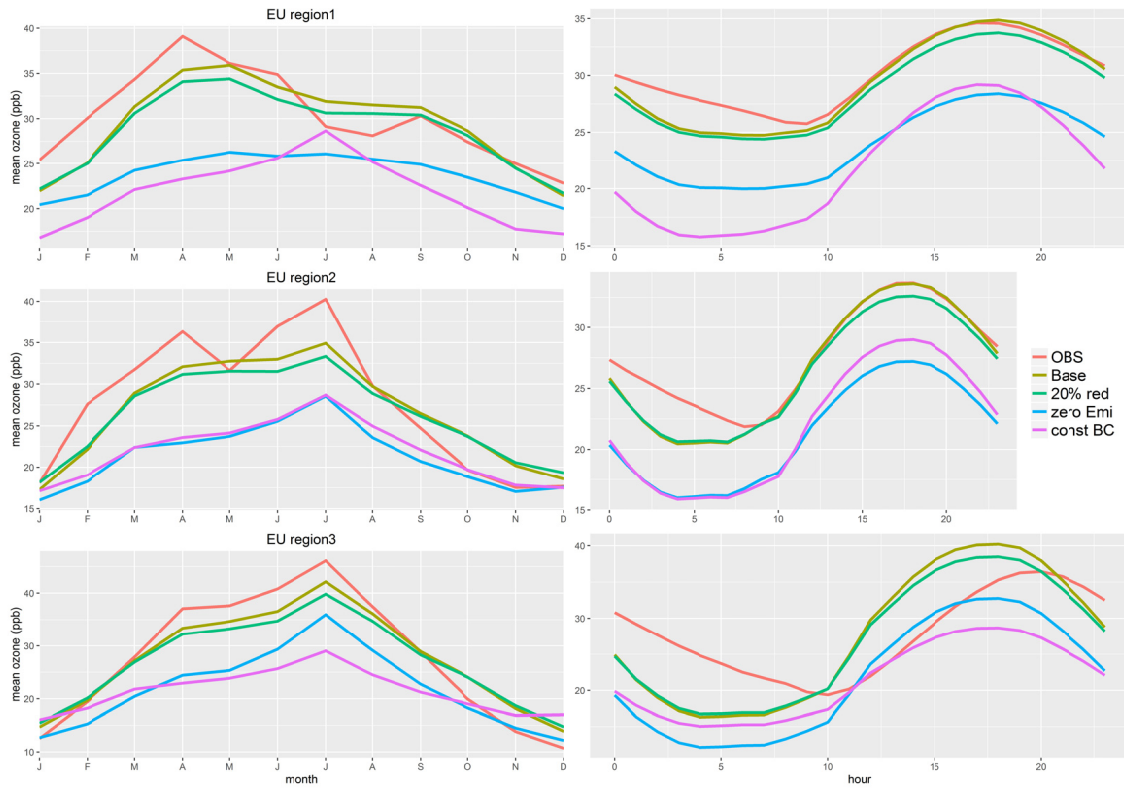 EU region1
mean ozone (ppb)
40
35
30
25
20
J F M A M J J A S O N D
35
30
25
20
15
0 5 10 15 20
EU region2
mean ozone (ppb)
40
35
30
25
20
15
J F M A M J J A S O N D
30
25
20
15
0 5 10 15 20
OBS
Base
20% red
zero Emi
const BC
EU region3
mean ozone (ppb)
40
30
20
10
J F M A M J J A S O N D
month
40
30
20
0 5 10 15 20
hour